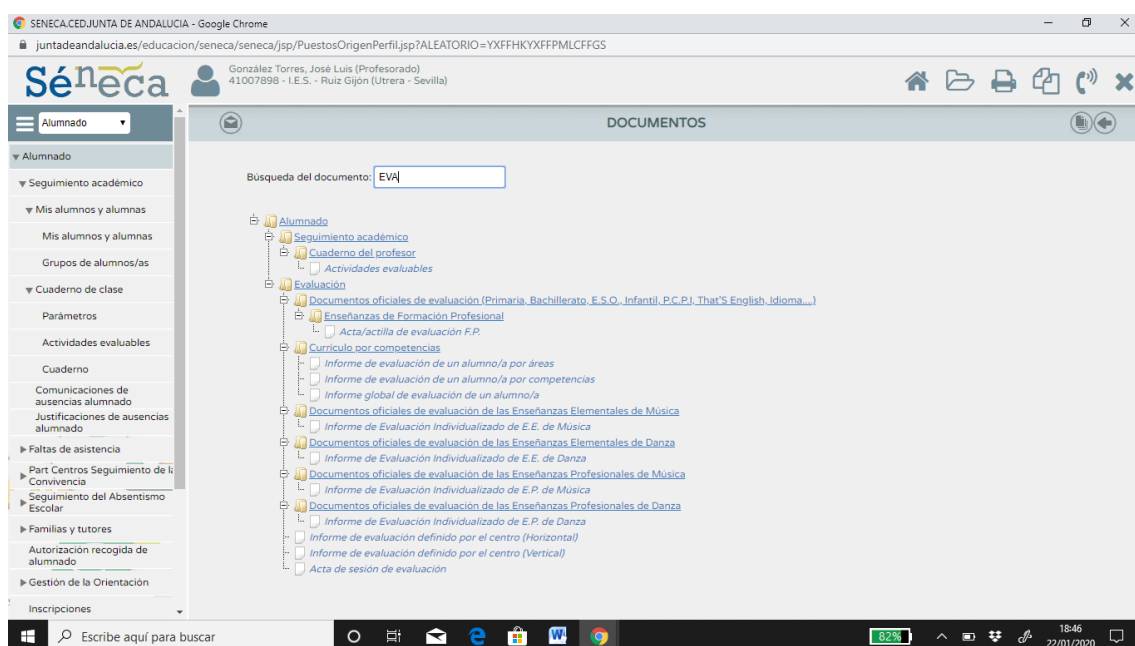 SENECA.CED.JUNTA DE ANDALUCIA - Google Chrome
juntadeandalucia.es/educacion/seneca/seneca/jsp/PuestosOrigenPerfil.jsp?ALEATORIO=YXFFHKYXFFPMLCFFGS
Séneca
González Torres, José Luis (Profesorado)
41007898 - I.E.S. - Ruiz Gijón (Utrera - Sevilla)
Alumnado
DOCUMENTOS
Alumnado
Seguimiento académico
Mis alumnos y alumnas
Mis alumnos y alumnas
Grupos de alumnos/as
Cuaderno de clase
Parámetros
Actividades evaluables
Cuaderno
Comunicaciones de
ausencias alumnado
Justificaciones de ausencias
alumnado
Faltas de asistencia
Part Centros Seguimiento de la
Convivencia
Seguimiento del Absentismo
Escolar
Familias y tutores
Autorización recogida de
alumnado
Gestión de la Orientación
Inscripciones
Búsqueda del documento: EVA
Alumnado
Seguimiento académico
Cuaderno del profesor
Actividades evaluables
Evaluación
Documentos oficiales de evaluación (Primaria, Bachillerato, E.S.O., Infantil, P.C.P.I, That'S English, Idioma....)
Enseñanzas de Formación Profesional
Acta/actilla de evaluación F.P.
Curriculo por competencias
Informe de evaluación de un alumno/a por áreas
Informe de evaluación de un alumno/a por competencias
Informe global de evaluación de un alumno/a
Documentos oficiales de evaluación de las Enseñanzas Elementales de Música
Informe de Evaluación Individualizado de E.E. de Música
Documentos oficiales de evaluación de las Enseñanzas Elementales de Danza
Informe de Evaluación Individualizado de E.E. de Danza
Documentos oficiales de evaluación de las Enseñanzas Profesionales de Música
Informe de Evaluación Individualizado de E.P. de Música
Documentos oficiales de evaluación de las Enseñanzas Profesionales de Danza
Informe de Evaluación Individualizado de E.P. de Danza
Informe de evaluación definido por el centro (Horizontal)
Informe de evaluación definido por el centro (Vertical)
Acta de sesión de evaluación
Escribe aquí para buscar
82%
18:46
22/01/2020